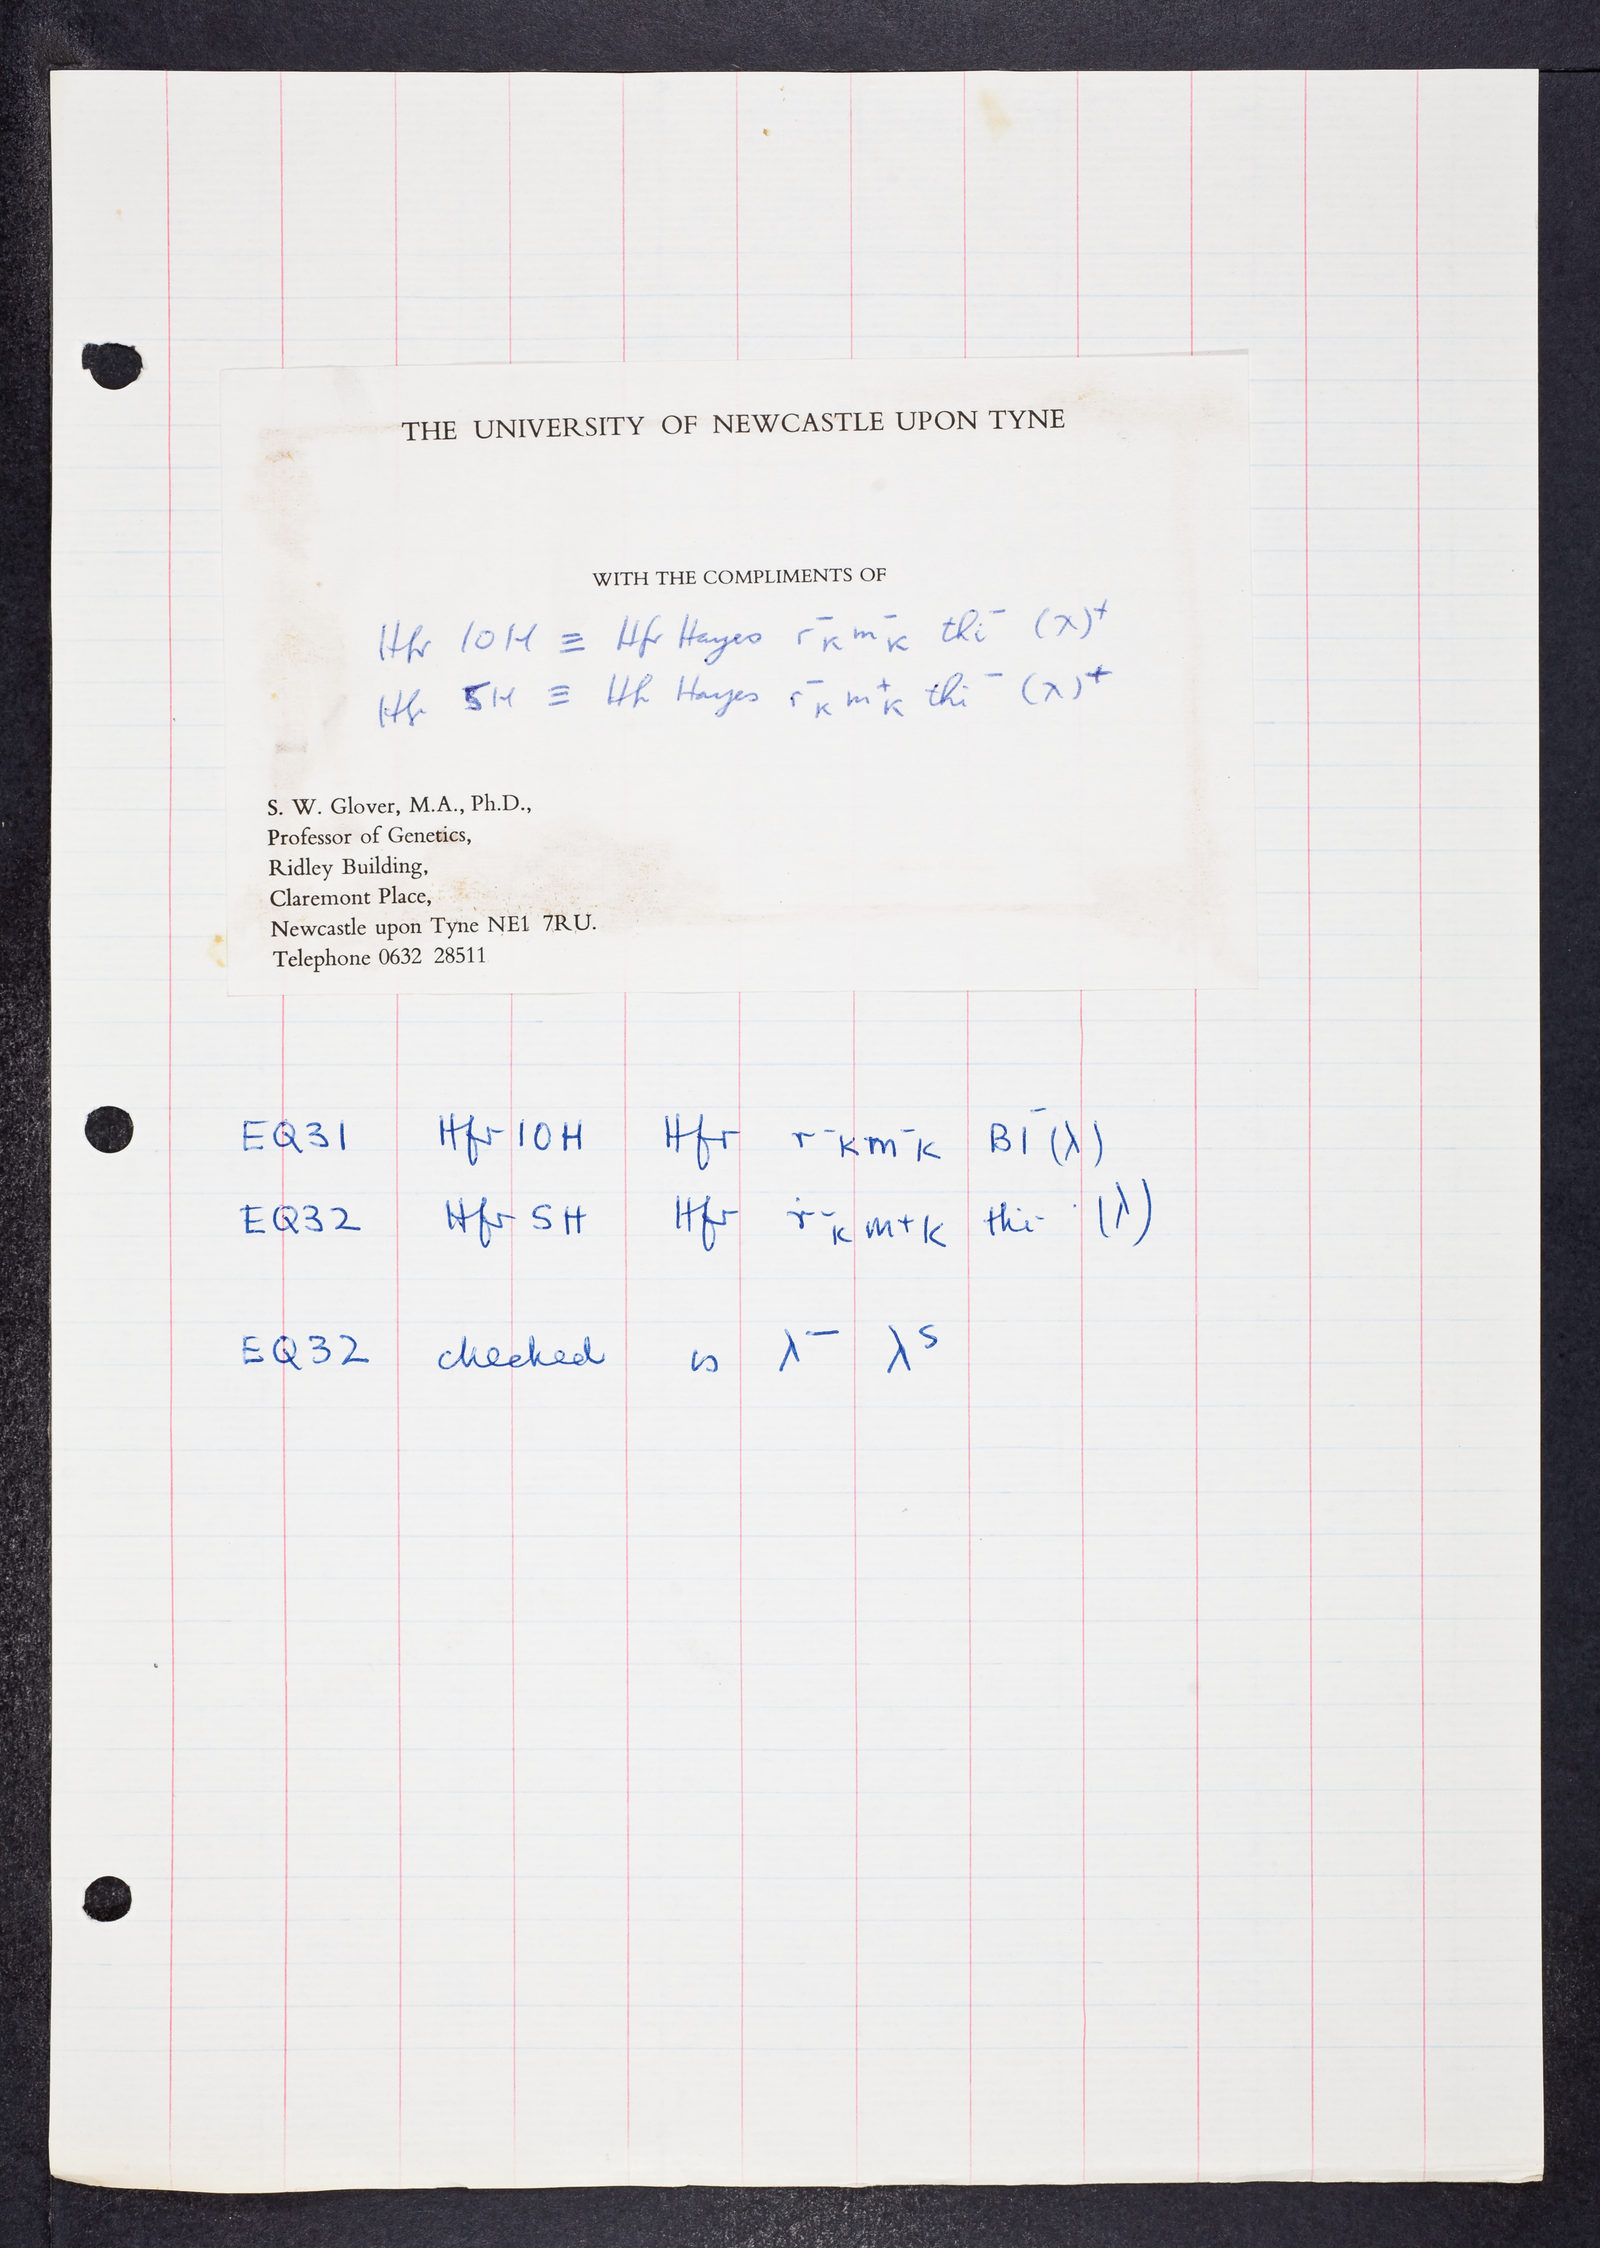 THE UNIVERSITY OF NEWCASTLE UPON TYNE
WITH THE COMPLIMENTS OF
Hfr 10H ≡ Hfr Hayes r⁻ₖ m⁻ₖ thi⁻ (λ)⁺
Hfr 5H ≡ Hfr Hayes r⁻ₖ m⁺ₖ thi⁻ (λ)⁺
S. W. Glover, M.A., Ph.D.,
Professor of Genetics,
Ridley Building,
Claremont Place,
Newcastle upon Tyne NE1 7RU.
Telephone 0632 28511
EQ31 Hfr 10H Hfr r⁻ₖ m⁻ₖ B1⁻ (λ)
EQ32 Hfr 5H Hfr r⁻ₖ m⁺ₖ thi⁻ (λ)
EQ32 checked is λ⁻ λˢ